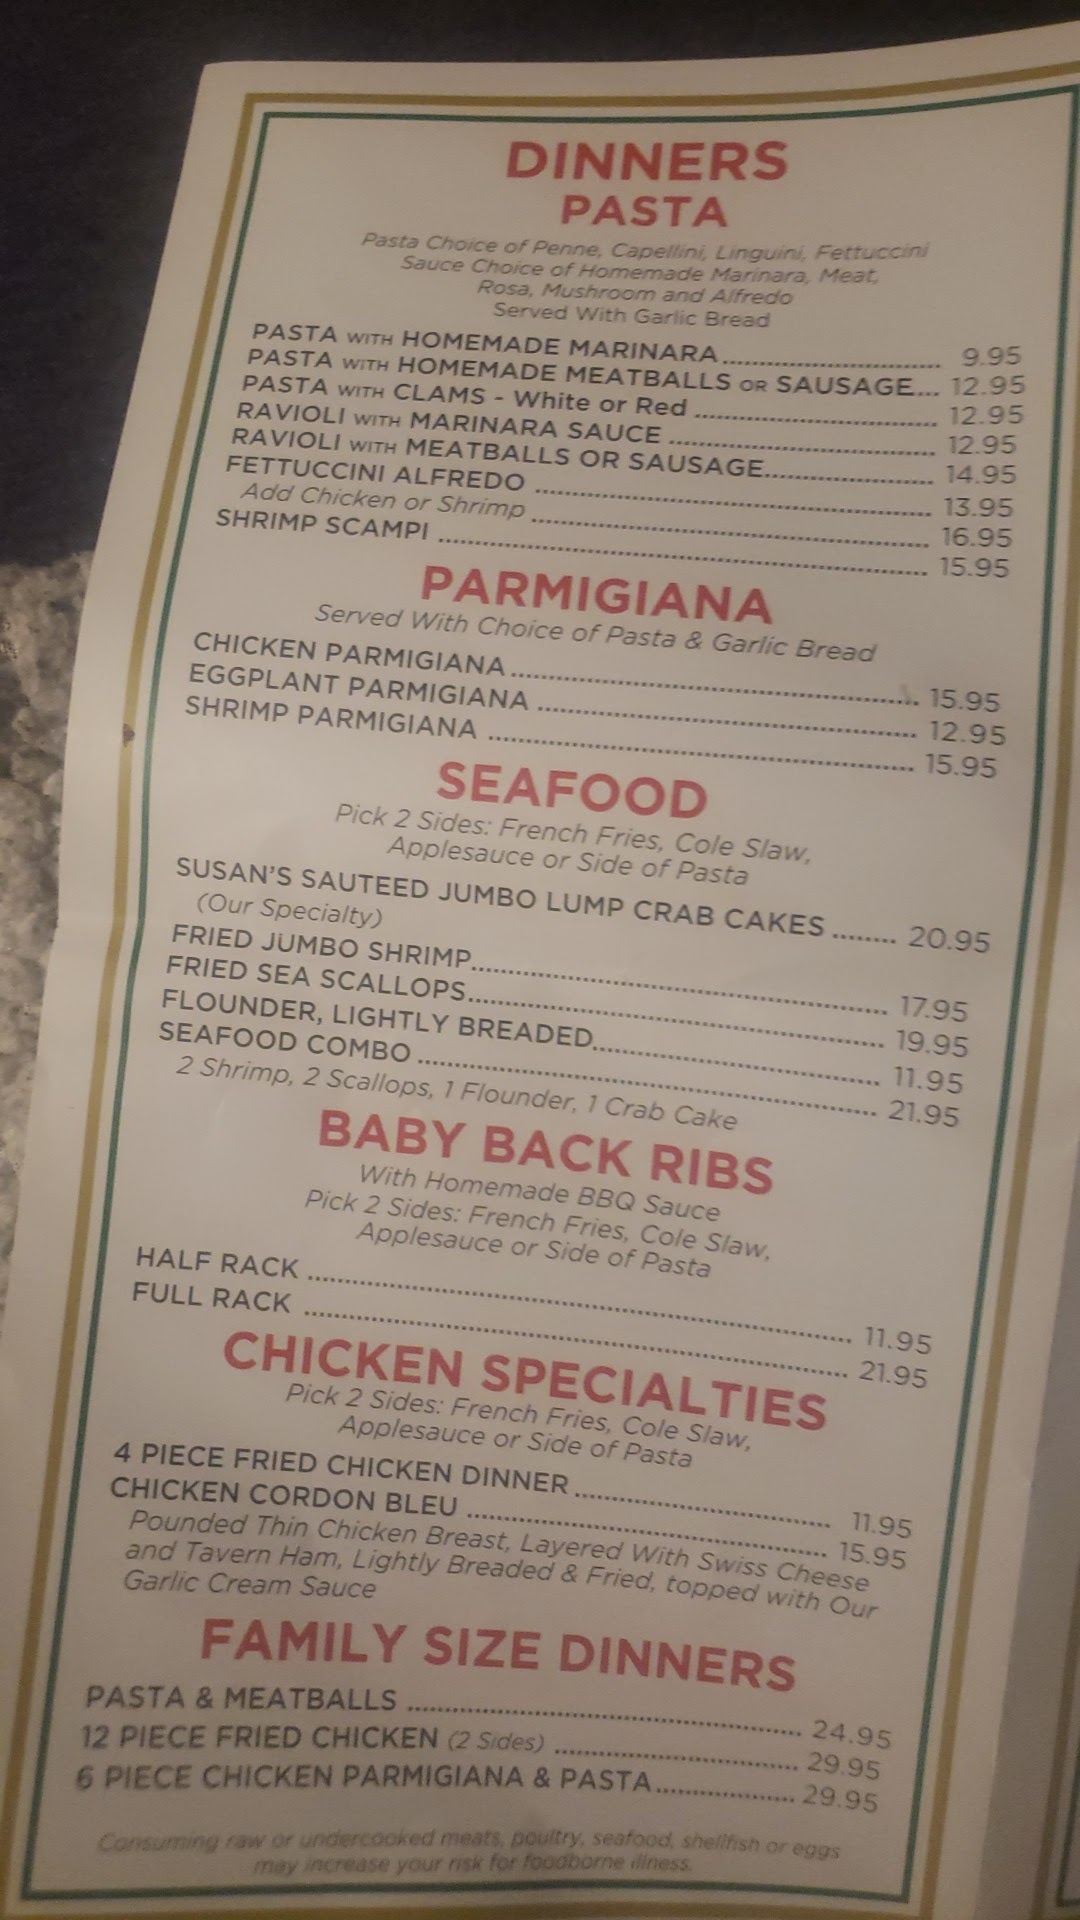 DINNERS
PASTA
Pasta Choice of Penne, Capellini, Linguini, Fettuccini
Sauce Choice of Homemade Marinara, Meat,
Rosa, Mushroom and Alfredo
Served With Garlic Bread
PASTA WITH HOMEMADE MARINARA 9.95
PASTA WITH HOMEMADE MEATBALLS OR SAUSAGE... 12.95
PASTA WITH CLAMS - White or Red 12.95
RAVIOLI WITH MARINARA SAUCE 12.95
RAVIOLI WITH MEATBALLS OR SAUSAGE 14.95
FETTUCCINI ALFREDO 13.95
Add Chicken or Shrimp 16.95
SHRIMP SCAMPI 15.95
PARMIGIANA
Served With Choice of Pasta & Garlic Bread
CHICKEN PARMIGIANA 15.95
EGGPLANT PARMIGIANA 12.95
SHRIMP PARMIGIANA 15.95
SEAFOOD
Pick 2 Sides: French Fries, Cole Slaw,
Applesauce or Side of Pasta
SUSAN'S SAUTEED JUMBO LUMP CRAB CAKES 20.95
(Our Specialty)
FRIED JUMBO SHRIMP 17.95
FRIED SEA SCALLOPS 19.95
FLOUNDER, LIGHTLY BREADED 11.95
SEAFOOD COMBO 21.95
2 Shrimp, 2 Scallops, 1 Flounder, 1 Crab Cake
BABY BACK RIBS
With Homemade BBQ Sauce
Pick 2 Sides: French Fries, Cole Slaw,
Applesauce or Side of Pasta
HALF RACK 11.95
FULL RACK 21.95
CHICKEN SPECIALTIES
Pick 2 Sides: French Fries, Cole Slaw,
Applesauce or Side of Pasta
4 PIECE FRIED CHICKEN DINNER 11.95
CHICKEN CORDON BLEU 15.95
Pounded Thin Chicken Breast, Layered With Swiss Cheese
and Tavern Ham, Lightly Breaded & Fried, topped with Our
Garlic Cream Sauce
FAMILY SIZE DINNERS
PASTA & MEATBALLS 24.95
12 PIECE FRIED CHICKEN (2 Sides) 29.95
6 PIECE CHICKEN PARMIGIANA & PASTA 29.95
Consuming raw or undercooked meats, poultry, seafood, shellfish or eggs
may increase your risk for foodborne illness.